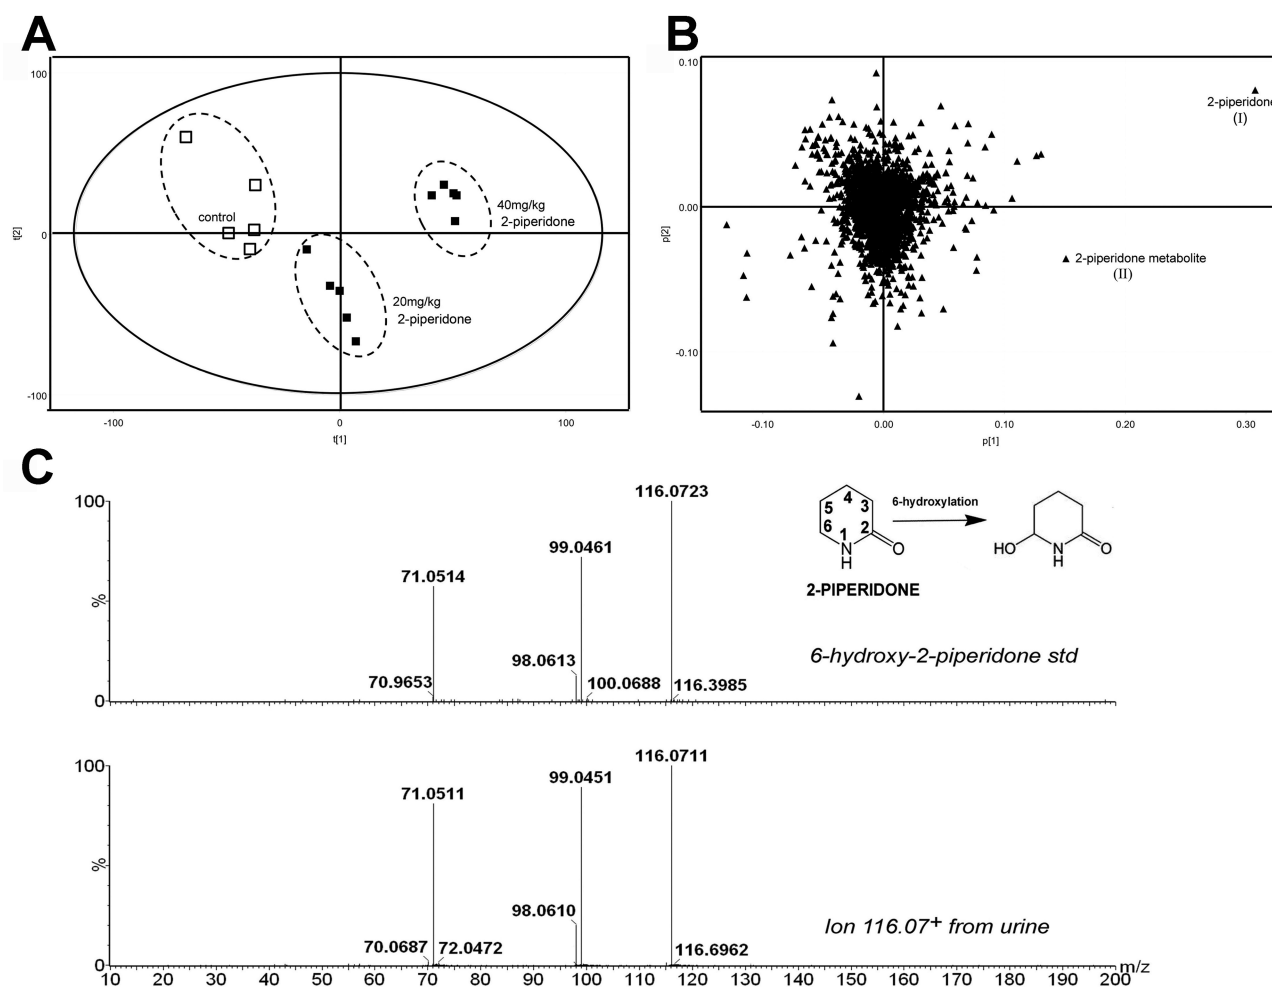 A
B
100
0
-100
t[2]
control
40mg/kg
2-piperidone
20mg/kg
2-piperidone
-100
0
100
t[1]
0.10
0.00
-0.10
p[2]
2-piperidone
(I)
2-piperidone metabolite
(II)
-0.10
0.00
0.10
0.20
0.30
p[1]
C
100
%
0
116.0723
99.0461
71.0514
98.0613
70.9653
100.0688
116.3985
4
5
3
6
1
2
N
H
O
2-PIPERIDONE
6-hydroxylation
HO
N
H
O
6-hydroxy-2-piperidone std
100
%
0
116.0711
99.0451
71.0511
98.0610
70.0687
72.0472
116.6962
Ion 116.07+ from urine
10 20 30 40 50 60 70 80 90 100 110 120 130 140 150 160 170 180 190 200 m/z